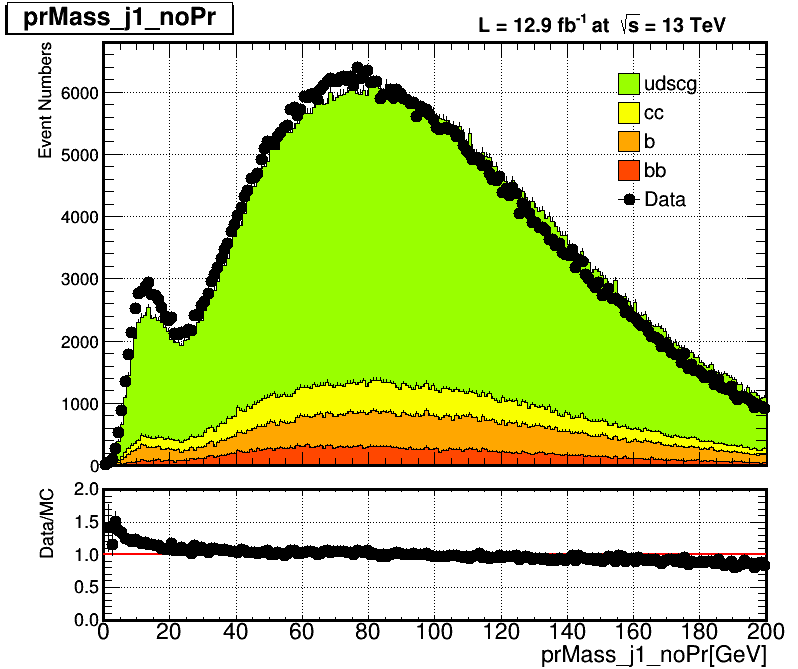 prMass_j1_noPr
L = 12.9 fb⁻¹ at √s = 13 TeV
Event Numbers
6000
5000
4000
3000
2000
1000
0
udscg
cc
b
bb
Data
Data/MC
2.0
1.5
1.0
0.5
0.0
0 20 40 60 80 100 120 140 160 180 200
prMass_j1_noPr[GeV]